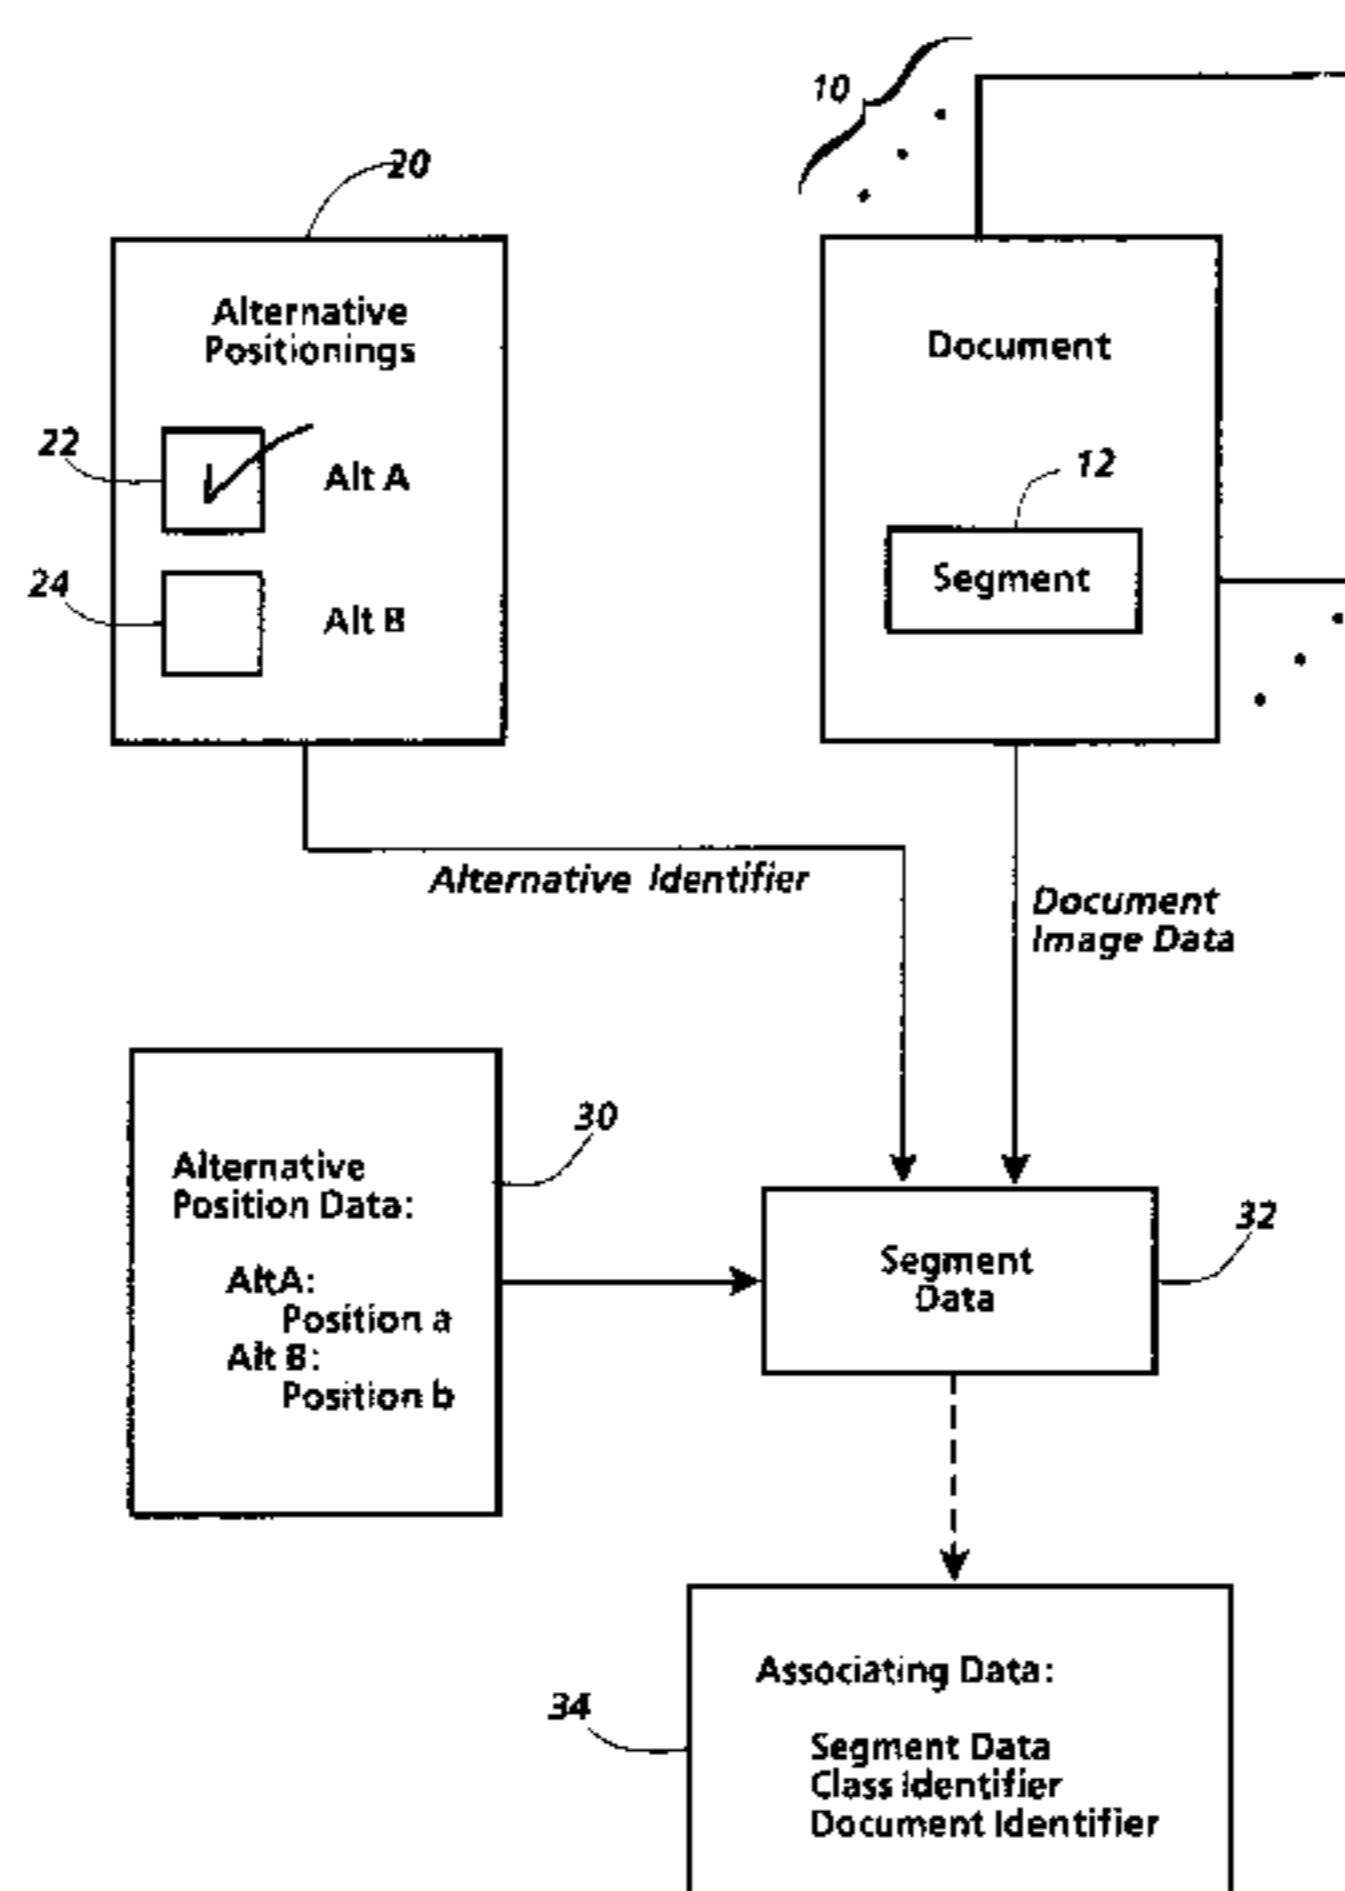 10
20
Alternative
Positionings
22
Alt A
24
Alt B
Document
12
Segment
Alternative Identifier
Document
Image Data
30
Alternative
Position Data:
AltA:
Position a
Alt B:
Position b
32
Segment
Data
34
Associating Data:
Segment Data
Class Identifier
Document Identifier